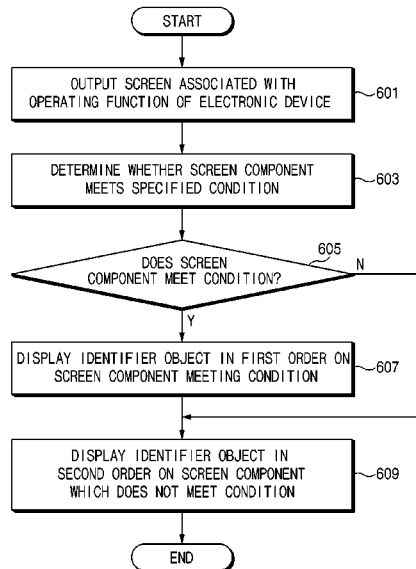 START
OUTPUT SCREEN ASSOCIATED WITH
OPERATING FUNCTION OF ELECTRONIC DEVICE
601
DETERMINE WHETHER SCREEN COMPONENT
MEETS SPECIFIED CONDITION
603
605
DOES SCREEN
COMPONENT MEET CONDITION?
N
Y
DISPLAY IDENTIFIER OBJECT IN FIRST ORDER ON
SCREEN COMPONENT MEETING CONDITION
607
DISPLAY IDENTIFIER OBJECT IN
SECOND ORDER ON SCREEN COMPONENT
WHICH DOES NOT MEET CONDITION
609
END